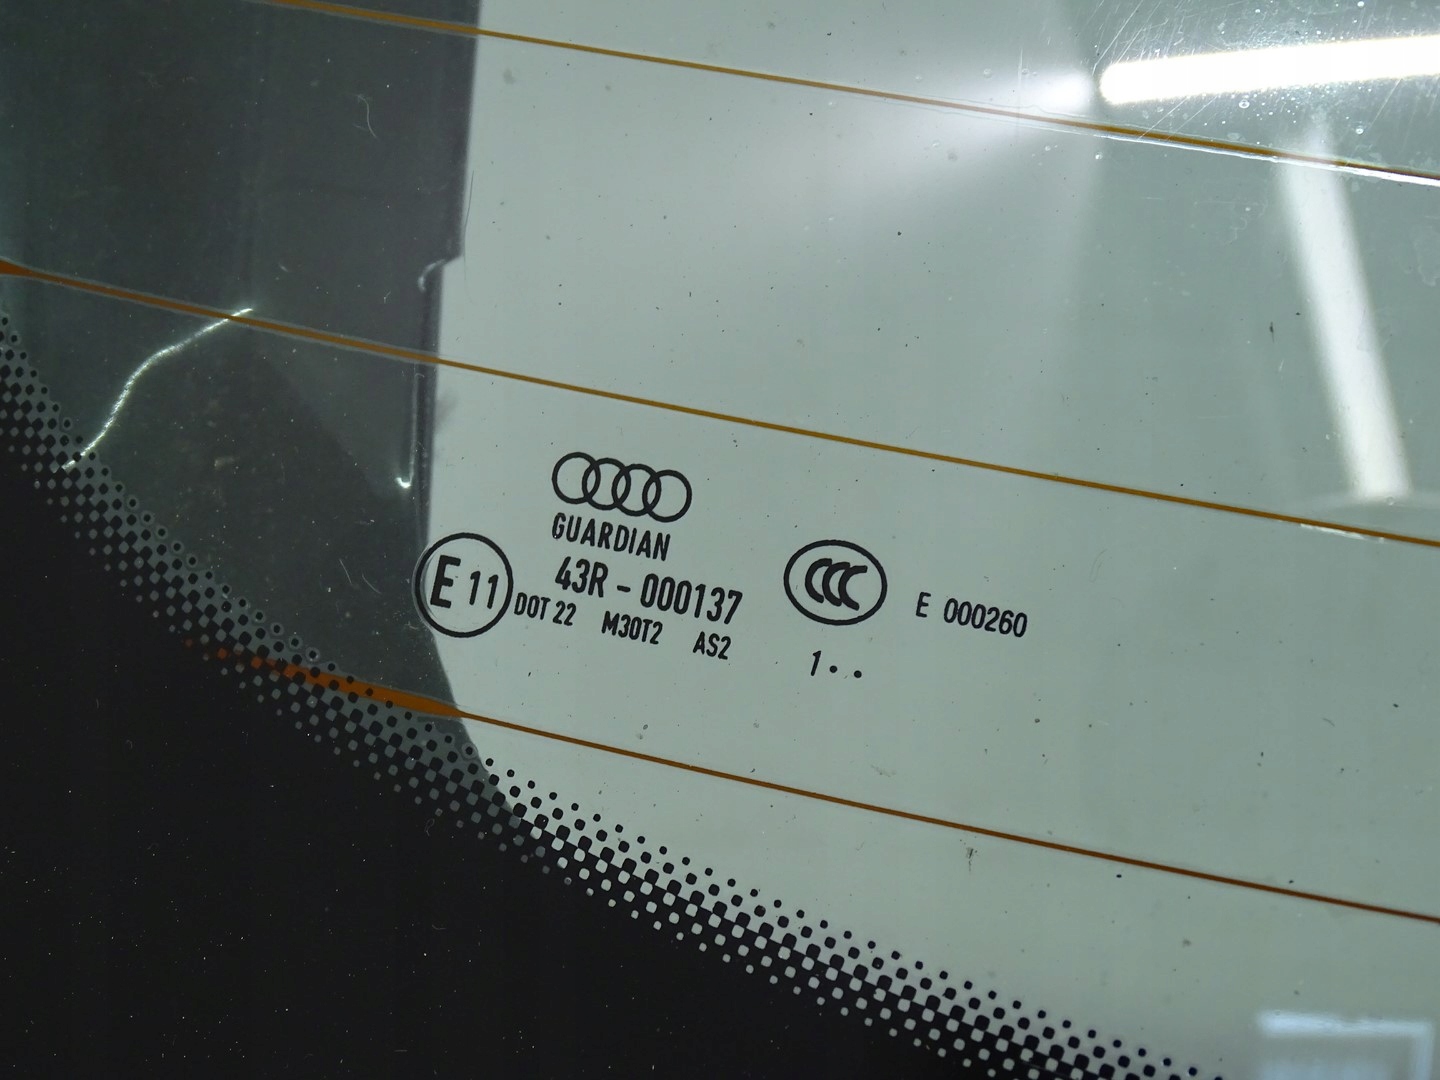 GUARDIAN
E 11
43R - 000137
DOT 22 M30T2 AS2
CCC
E 000260
1 • •